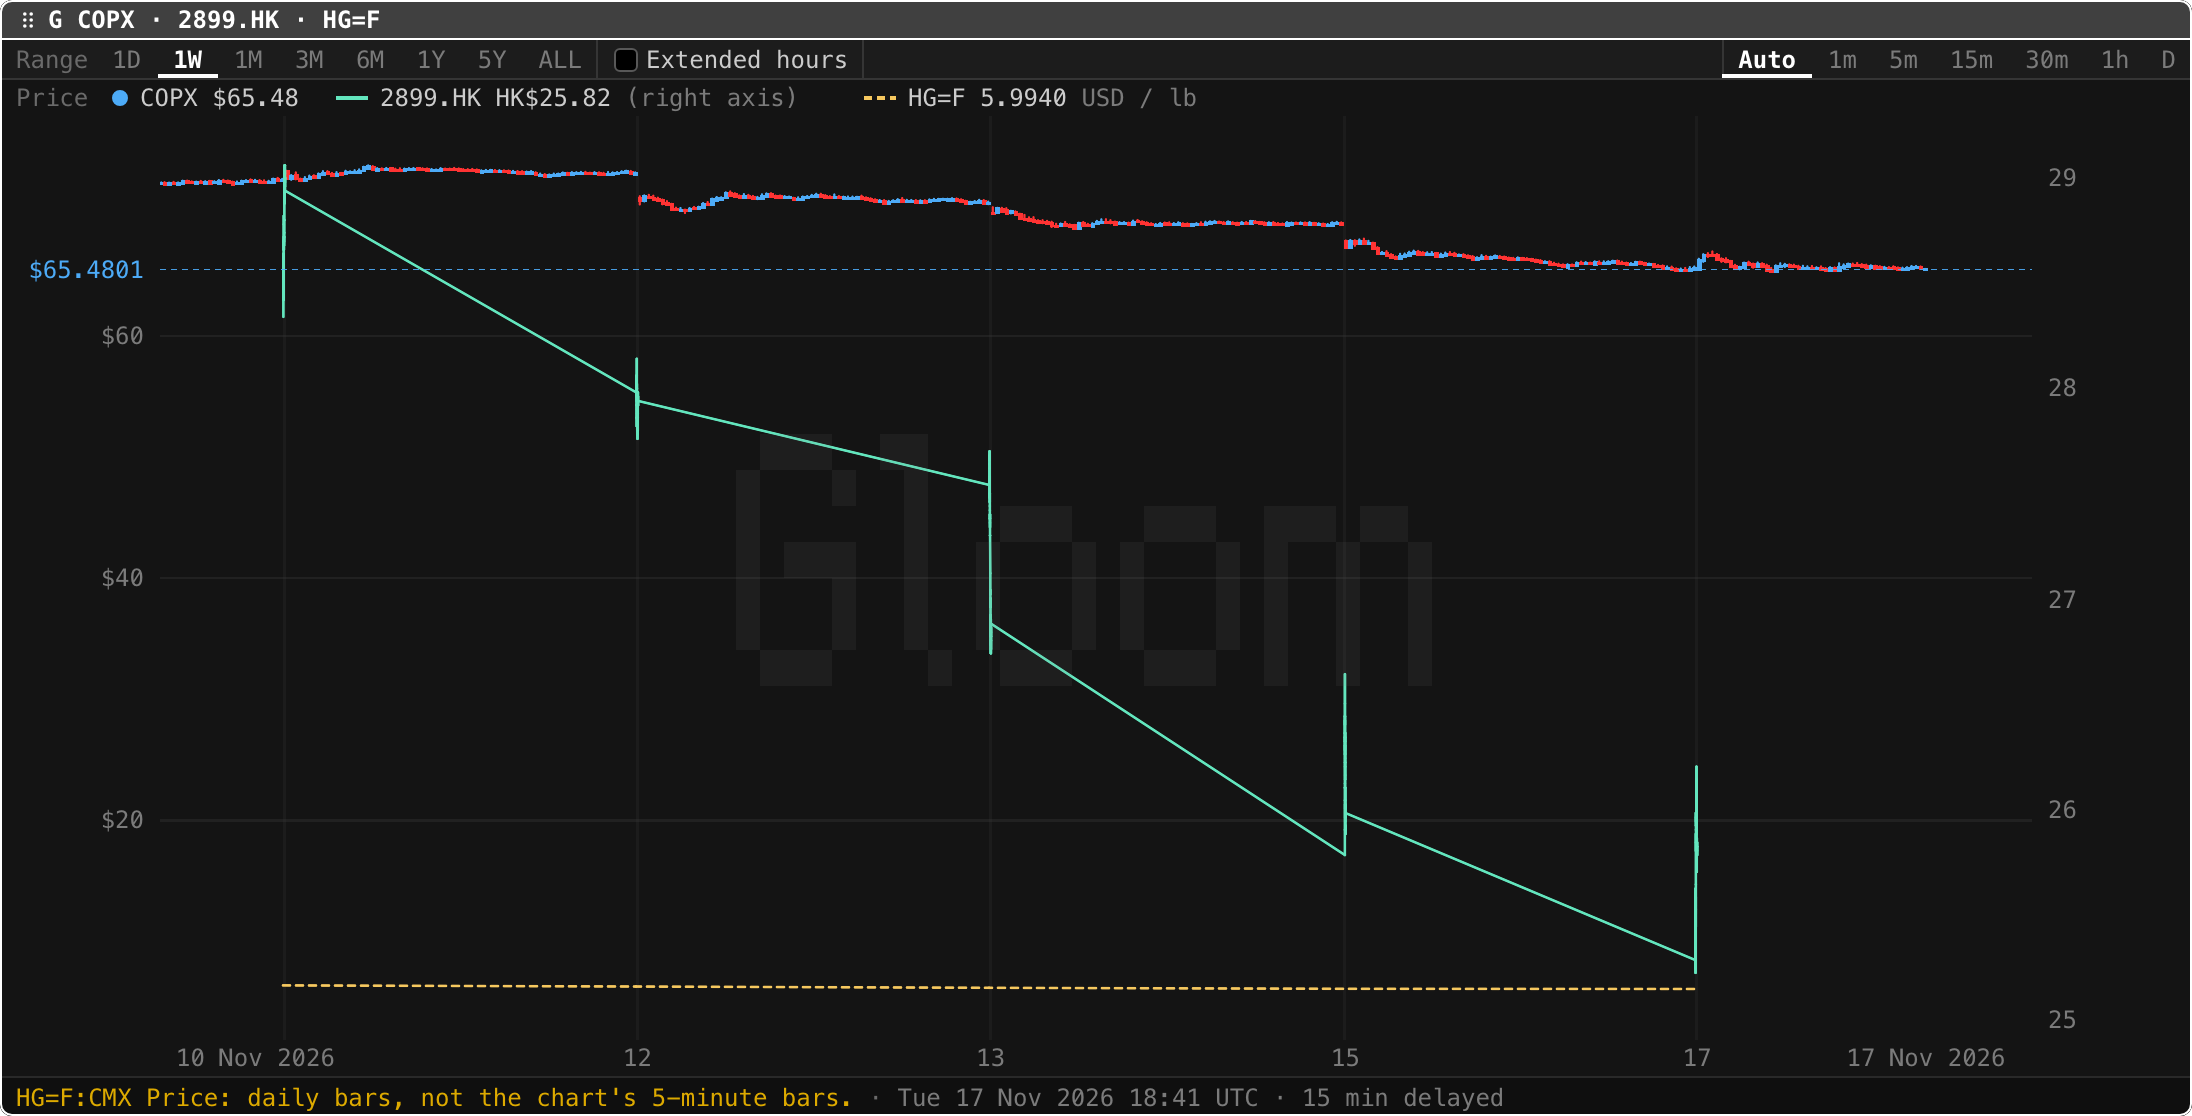 ⠿ G COPX · 2899.HK · HG=F
Range 1D 1W 1M 3M 6M 1Y 5Y ALL Extended hours Auto 1m 5m 15m 30m 1h D
Price COPX $65.48 2899.HK HK$25.82 (right axis) HG=F 5.9940 USD / lb
29
$65.4801
$60
28
Gloom
$40
27
26
$20
25
10 Nov 2026 12 13 15 17 17 Nov 2026
HG=F:CMX Price: daily bars, not the chart's 5-minute bars. · Tue 17 Nov 2026 18:41 UTC · 15 min delayed